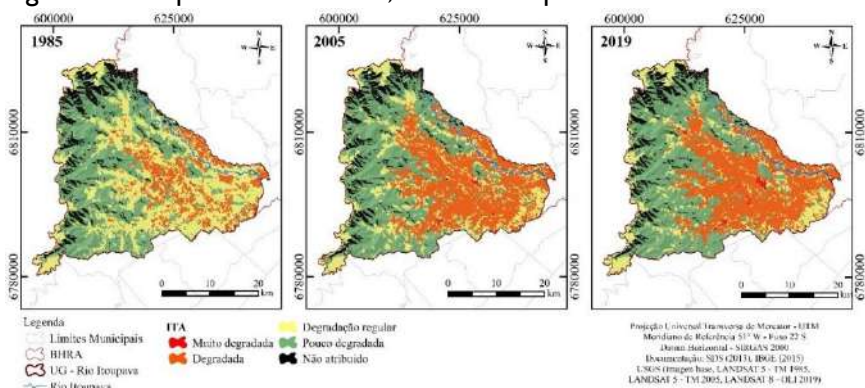 600000 625000 600000 625000
1985 2005 2019
N N N
W E W E W E
S S S
6810000 6810000
6780000 6780000
0 5 10 20 km 0 5 10 20 km 0 5 10 20 km
Legenda
Limites Municipais
BHRA
UG - Rio Itoupava
Rio Itoupava
ITA
Muito degradada
Degradada
Degradação regular
Pouco degradada
Não atribuído
Projeção Universal Transversa de Mercator - UTM
Meridiano de Referência 51° W - Fuso 22 S
Datum Horizontal - SIRGAS 2000
Documentação: SDS (2013), IBGE (2015)
USGS (imagem base, LANDSAT 5 - TM 1985,
LANDSAT 5 - TM 2005, LANDSAT 8 - OLI 2019)